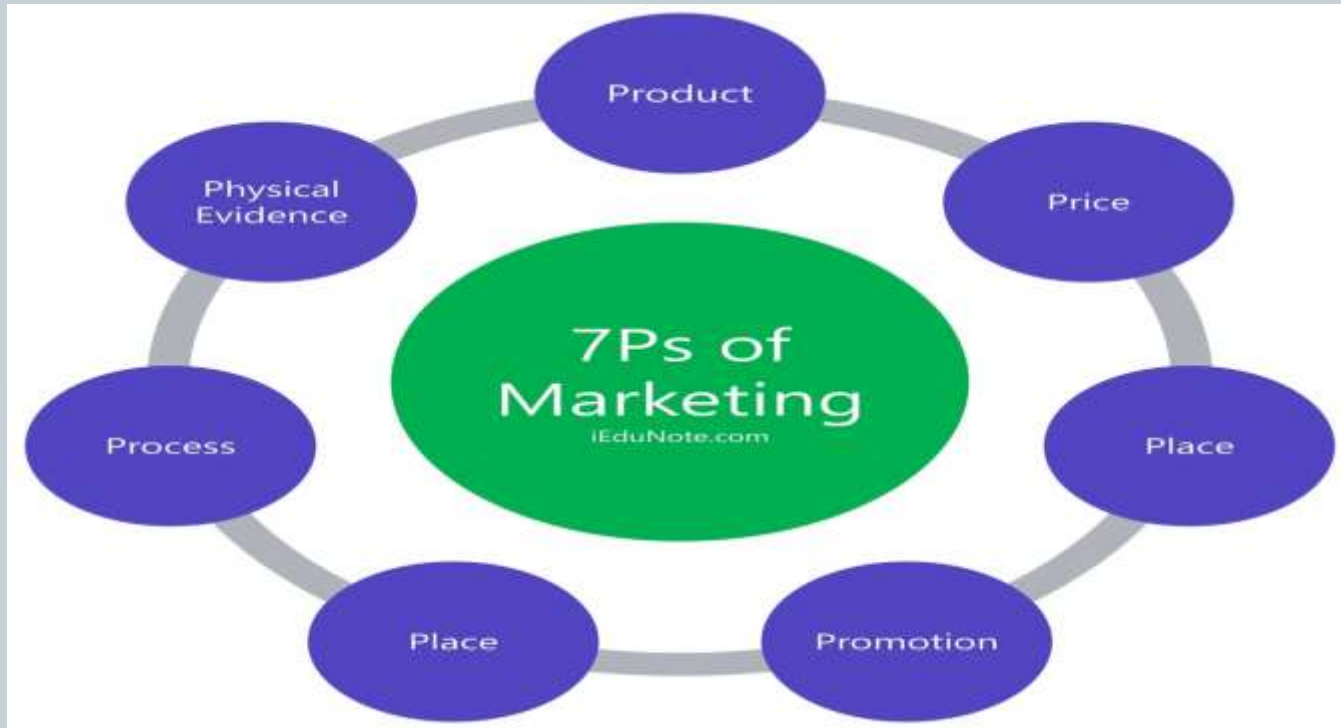 Product
Physical
Evidence
Price
7Ps of
Marketing
iEduNote.com
Process
Place
Place
Promotion